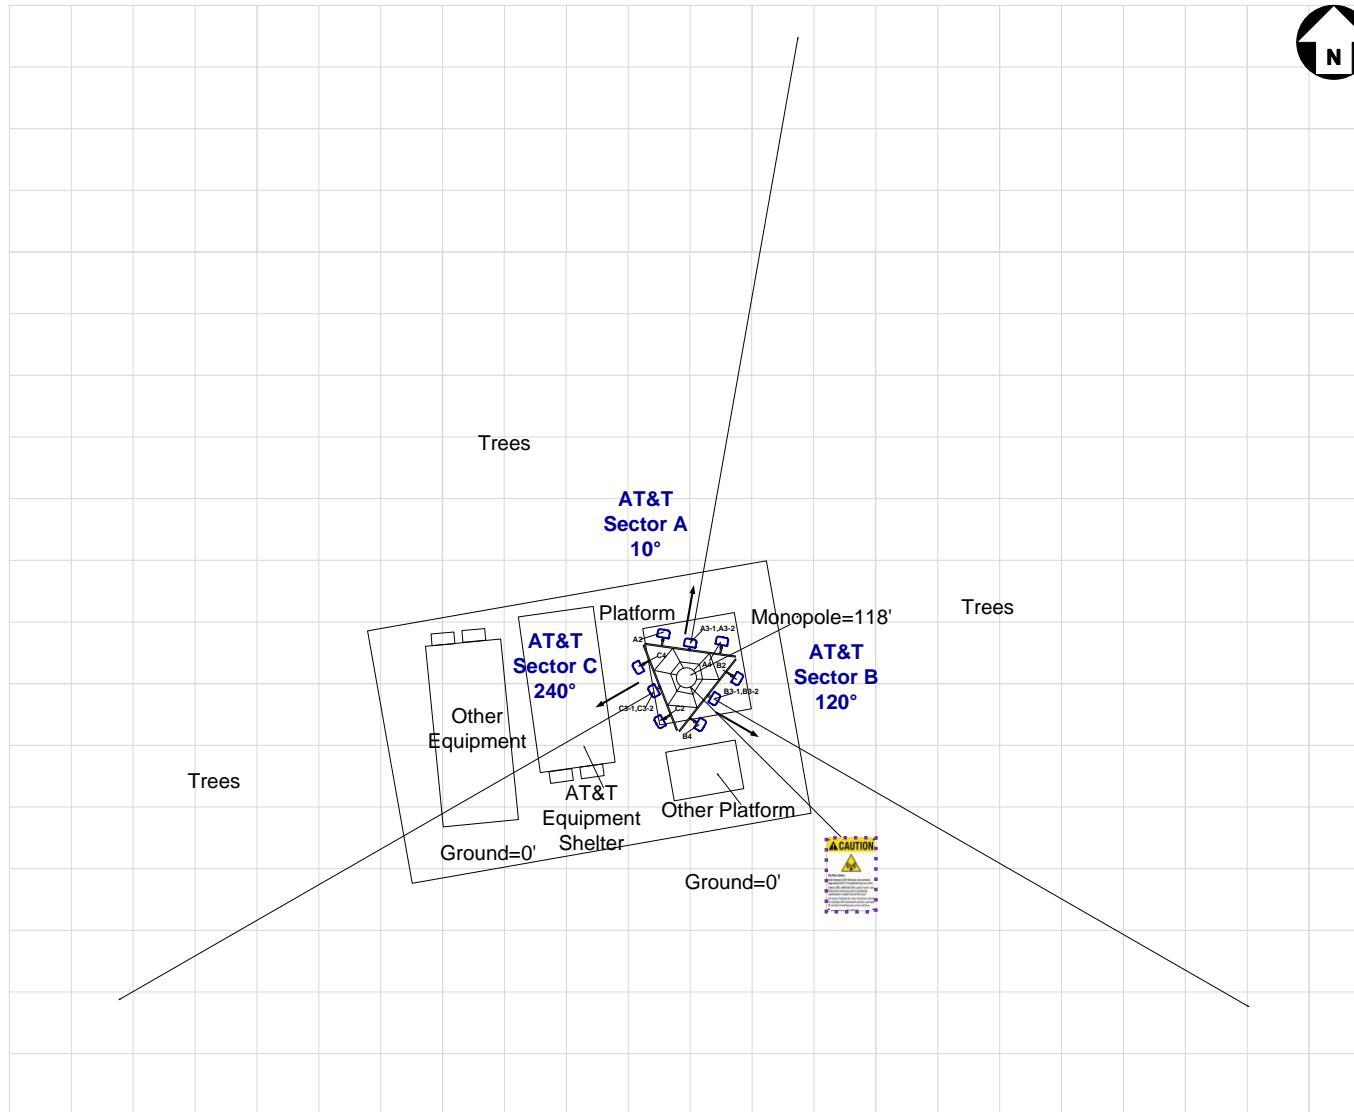 N
Trees
AT&T
Sector A
10°
Trees
Platform
Monopole=118'
A3-1,A3-2
A2
C4
A4
B2
AT&T
Sector C
240°
AT&T
Sector B
120°
B3-1,B3-2
C3-1,C3-2
C2
B4
Other
Equipment
Trees
AT&T
Equipment
Shelter
Other Platform
Ground=0'
Ground=0'
CAUTION